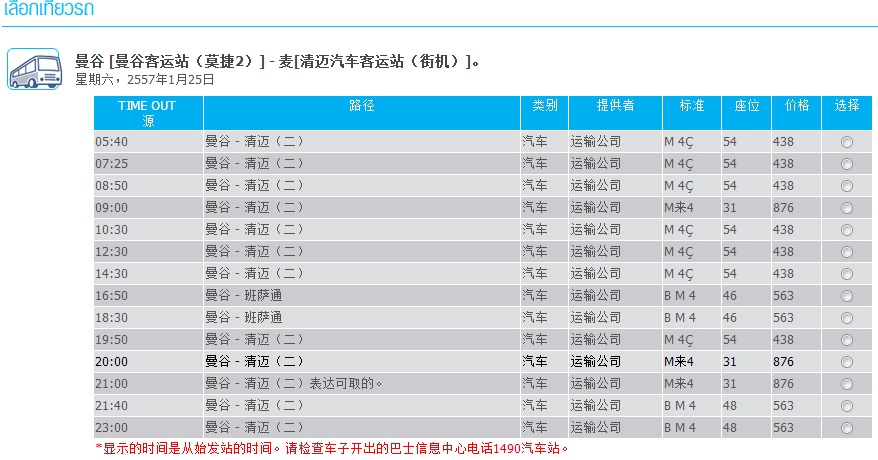 เลือกเที่ยวรถ
曼谷 [曼谷客运站（莫捷2）] - 麦[清迈汽车客运站（街机）]。
星期六，2557年1月25日
TIME OUT 源 路径 类别 提供者 标准 座位 价格 选择
05:40 曼谷 - 清迈（二） 汽车 运输公司 M 4Ç 54 438
07:25 曼谷 - 清迈（二） 汽车 运输公司 M 4Ç 54 438
08:50 曼谷 - 清迈（二） 汽车 运输公司 M 4Ç 54 438
09:00 曼谷 - 清迈（二） 汽车 运输公司 M来4 31 876
10:30 曼谷 - 清迈（二） 汽车 运输公司 M 4Ç 54 438
12:30 曼谷 - 清迈（二） 汽车 运输公司 M 4Ç 54 438
14:30 曼谷 - 清迈（二） 汽车 运输公司 M 4Ç 54 438
16:50 曼谷 - 班萨通 汽车 运输公司 B M 4 46 563
18:30 曼谷 - 班萨通 汽车 运输公司 B M 4 46 563
19:50 曼谷 - 清迈（二） 汽车 运输公司 M 4Ç 54 438
20:00 曼谷 - 清迈（二） 汽车 运输公司 M来4 31 876
21:00 曼谷 - 清迈（二）表达可取的。 汽车 运输公司 M来4 31 876
21:40 曼谷 - 清迈（二） 汽车 运输公司 B M 4 48 563
23:00 曼谷 - 清迈（二） 汽车 运输公司 B M 4 48 563
*显示的时间是从始发站的时间。请检查车子开出的巴士信息中心电话1490汽车站。